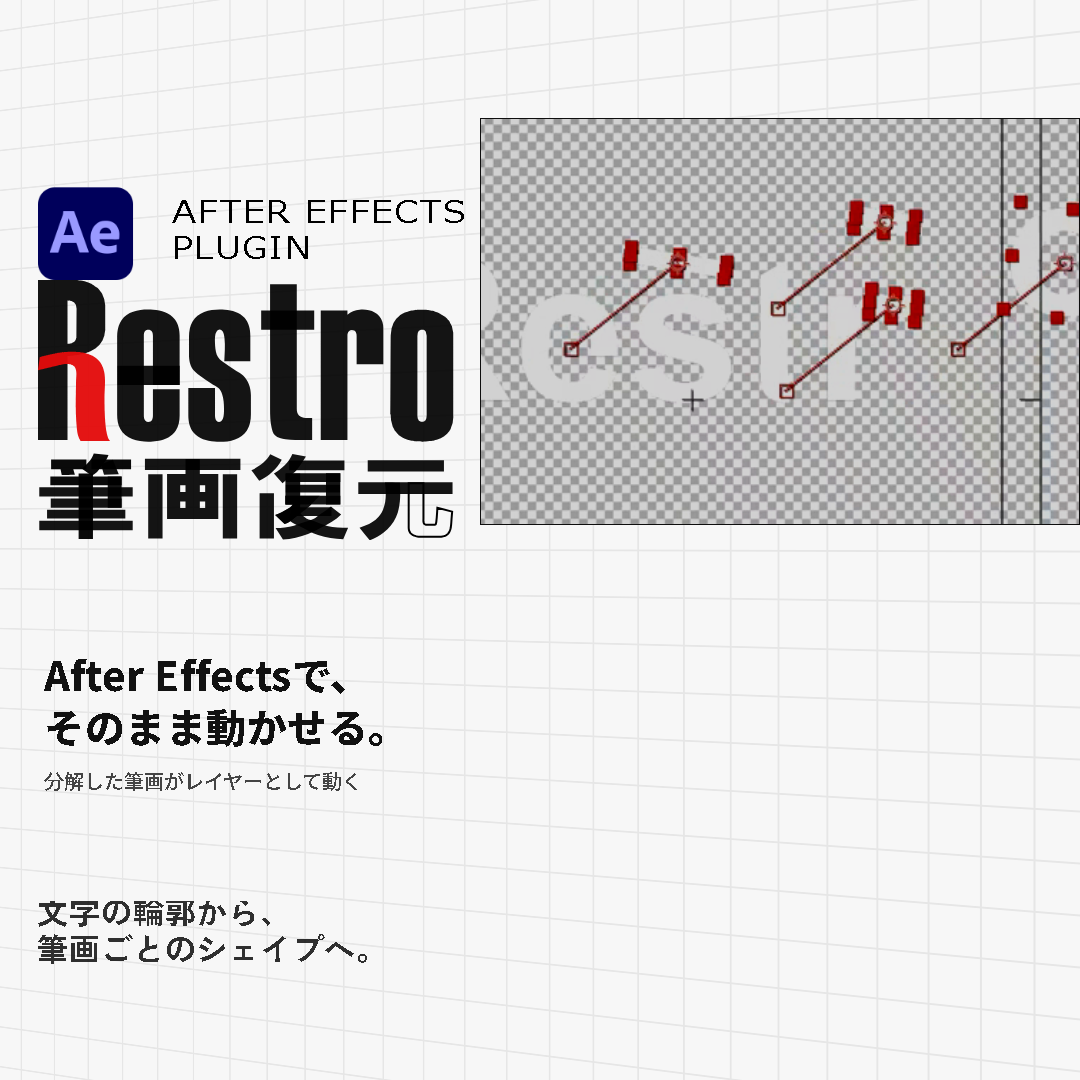 Ae
AFTER EFFECTS
PLUGIN
Restro
筆画復元
Restr
After Effectsで、
そのまま動かせる。
分解した筆画がレイヤーとして動く
文字の輪郭から、
筆画ごとのシェイプへ。